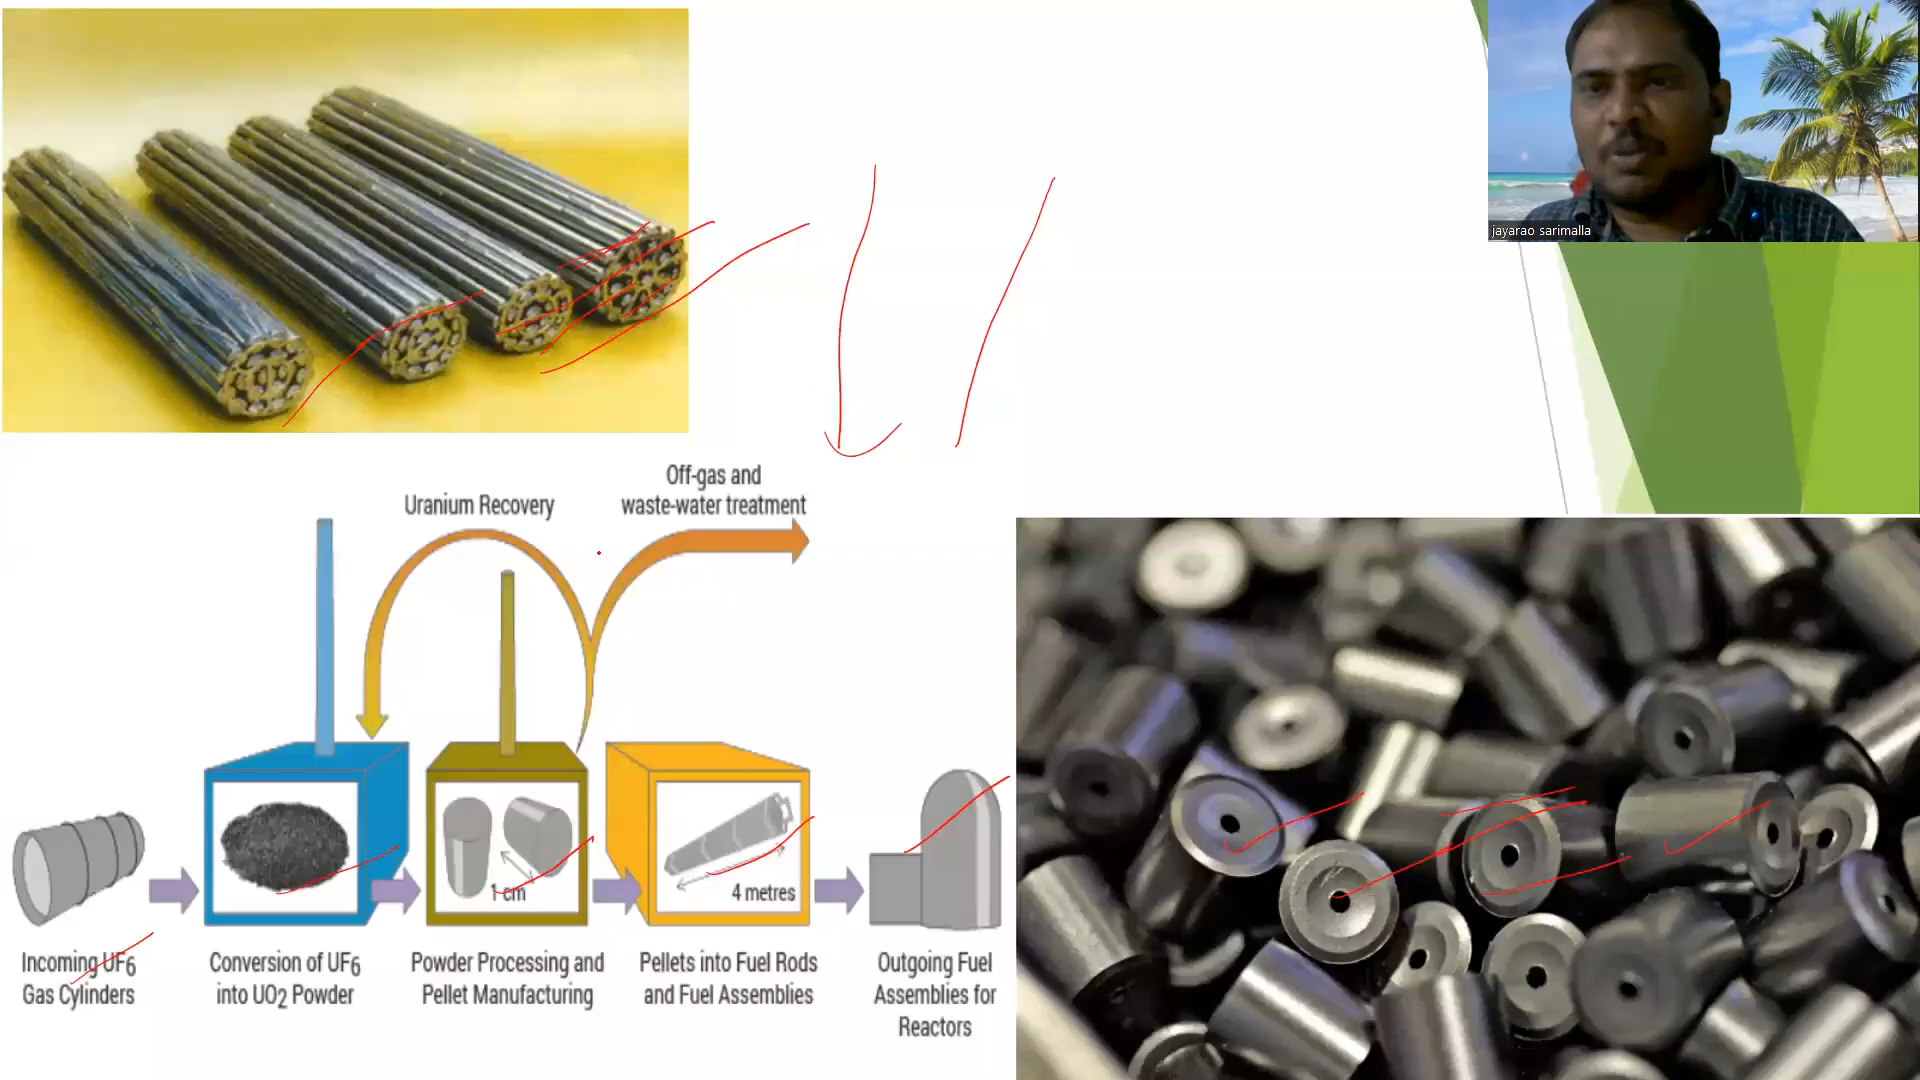 jayarao sarimalla
Off-gas and
waste-water treatment
Uranium Recovery
1 cm
4 metres
Incoming UF6
Gas Cylinders
Conversion of UF6
into UO2 Powder
Powder Processing and
Pellet Manufacturing
Pellets into Fuel Rods
and Fuel Assemblies
Outgoing Fuel
Assemblies for
Reactors